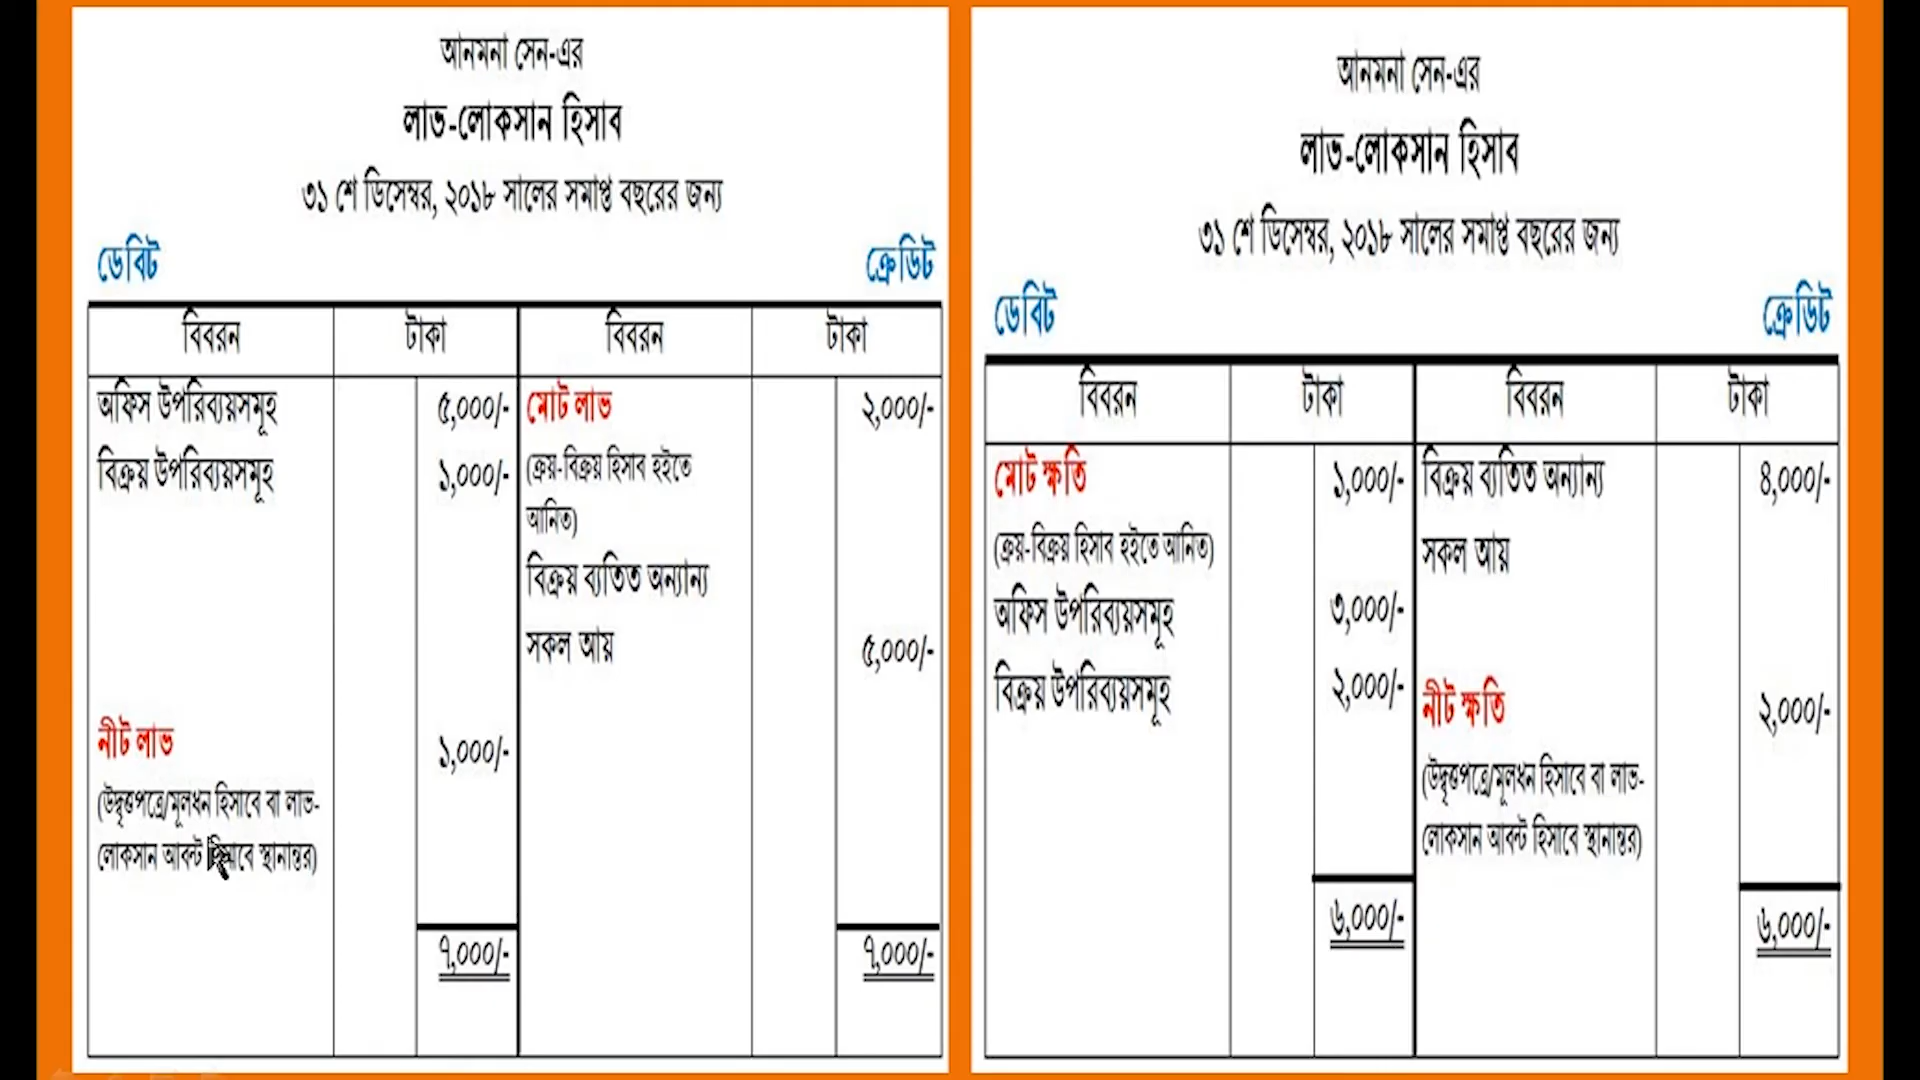 আনমনা সেন-এর
লাভ-লোকসান হিসাব
৩১ শে ডিসেম্বর, ২০১৮ সালের সমাপ্ত বছরের জন্য
ডেবিট ক্রেডিট
বিবরন টাকা বিবরন টাকা
অফিস উপরিব্যয়সমূহ ৫,০০০/- মোট লাভ ২,০০০/-
বিক্রয় উপরিব্যয়সমূহ ১,০০০/- (ক্রয়-বিক্রয় হিসাব হইতে
আনিত)
বিক্রয় ব্যতিত অন্যান্য
সকল আয় ৫,০০০/-
নীট লাভ ১,০০০/-
(উদ্বৃত্তপত্রে/মূলধন হিসাবে বা লাভ-
লোকসান আবন্ট হিসাবে স্থানান্তর)
৭,০০০/- ৭,০০০/-
আনমনা সেন-এর
লাভ-লোকসান হিসাব
৩১ শে ডিসেম্বর, ২০১৮ সালের সমাপ্ত বছরের জন্য
ডেবিট ক্রেডিট
বিবরন টাকা বিবরন টাকা
মোট ক্ষতি ১,০০০/- বিক্রয় ব্যতিত অন্যান্য ৪,০০০/-
(ক্রয়-বিক্রয় হিসাব হইতে আনিত) সকল আয়
অফিস উপরিব্যয়সমূহ ৩,০০০/-
বিক্রয় উপরিব্যয়সমূহ ২,০০০/- নীট ক্ষতি ২,০০০/-
(উদ্বৃত্তপত্রে/মূলধন হিসাবে বা লাভ-
লোকসান আবন্ট হিসাবে স্থানান্তর)
৬,০০০/- ৬,০০০/-